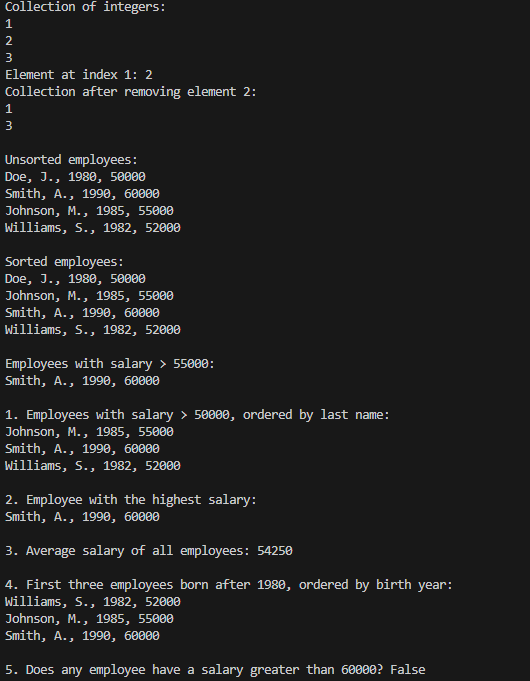 Collection of integers:
1
2
3
Element at index 1: 2
Collection after removing element 2:
1
3
Unsorted employees:
Doe, J., 1980, 50000
Smith, A., 1990, 60000
Johnson, M., 1985, 55000
Williams, S., 1982, 52000
Sorted employees:
Doe, J., 1980, 50000
Johnson, M., 1985, 55000
Smith, A., 1990, 60000
Williams, S., 1982, 52000
Employees with salary > 55000:
Smith, A., 1990, 60000
1. Employees with salary > 50000, ordered by last name:
Johnson, M., 1985, 55000
Smith, A., 1990, 60000
Williams, S., 1982, 52000
2. Employee with the highest salary:
Smith, A., 1990, 60000
3. Average salary of all employees: 54250
4. First three employees born after 1980, ordered by birth year:
Williams, S., 1982, 52000
Johnson, M., 1985, 55000
Smith, A., 1990, 60000
5. Does any employee have a salary greater than 60000? False